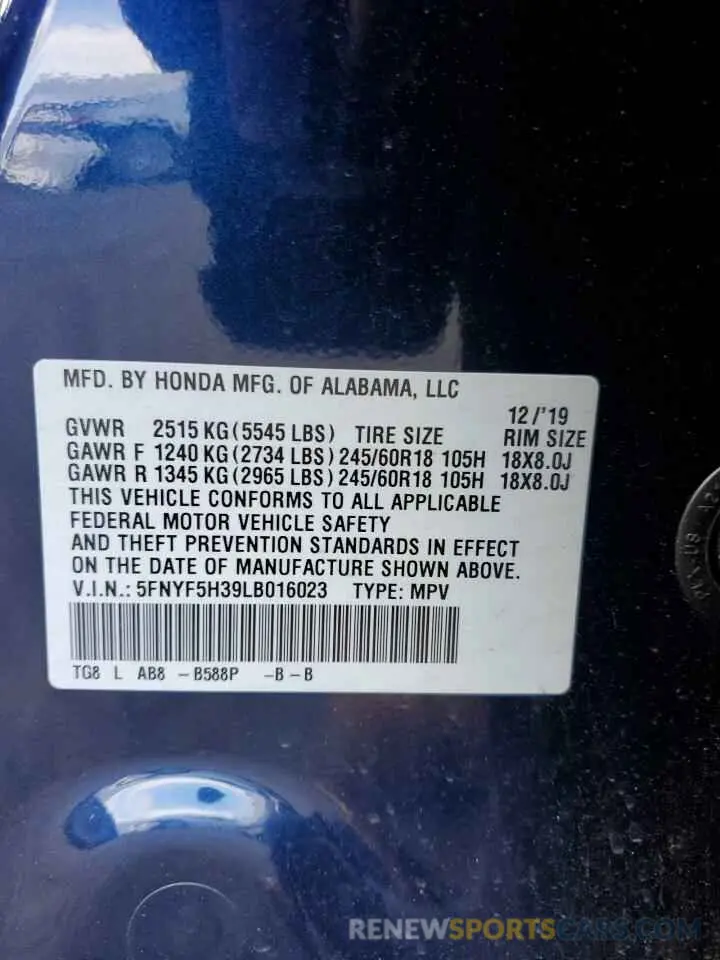 MFD. BY HONDA MFG. OF ALABAMA, LLC
12/'19
GVWR 2515 KG (5545 LBS) TIRE SIZE RIM SIZE
GAWR F 1240 KG (2734 LBS) 245/60R18 105H 18X8.0J
GAWR R 1345 KG (2965 LBS) 245/60R18 105H 18X8.0J
THIS VEHICLE CONFORMS TO ALL APPLICABLE
FEDERAL MOTOR VEHICLE SAFETY
AND THEFT PREVENTION STANDARDS IN EFFECT
ON THE DATE OF MANUFACTURE SHOWN ABOVE.
V.I.N.: 5FNYF5H39LB016023 TYPE: MPV
TG8 L AB8 -B588P -B-B
RENEWSPORTSCARS.COM